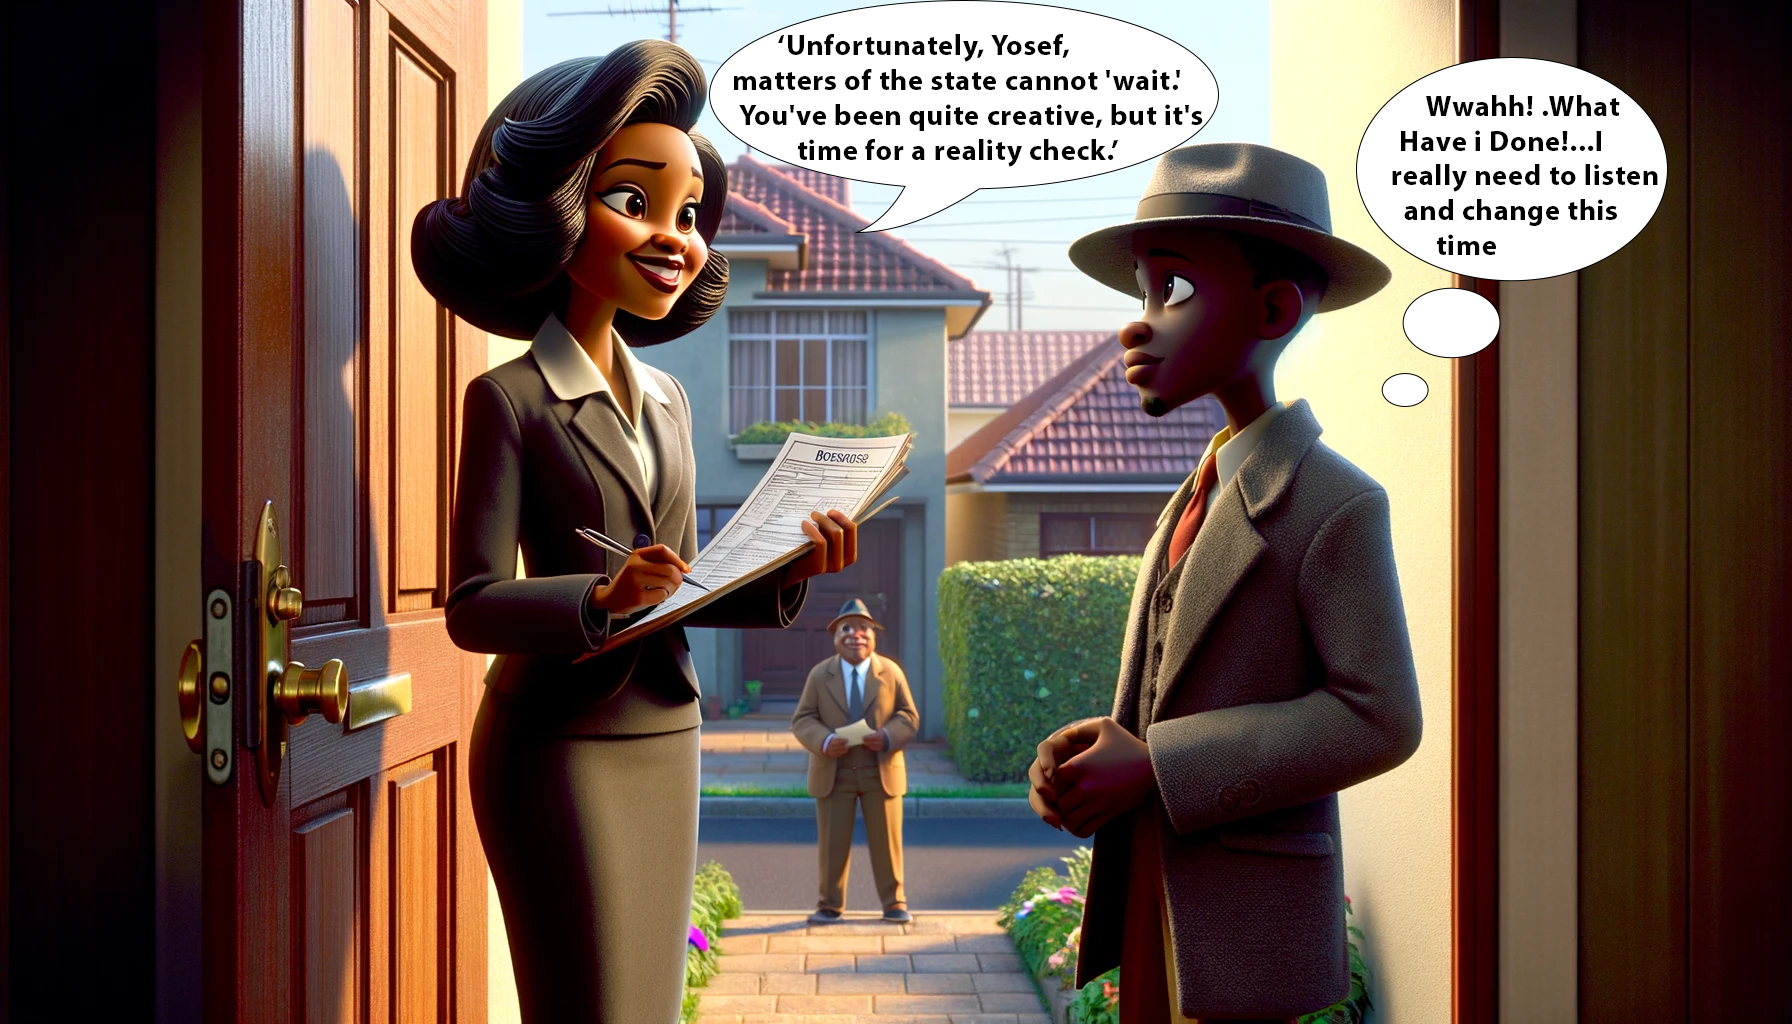 ‘Unfortunately, Yosef,
matters of the state cannot 'wait.'
You've been quite creative, but it's
time for a reality check.’
Wwahh! .What
Have i Done!...I
really need to listen
and change this
time